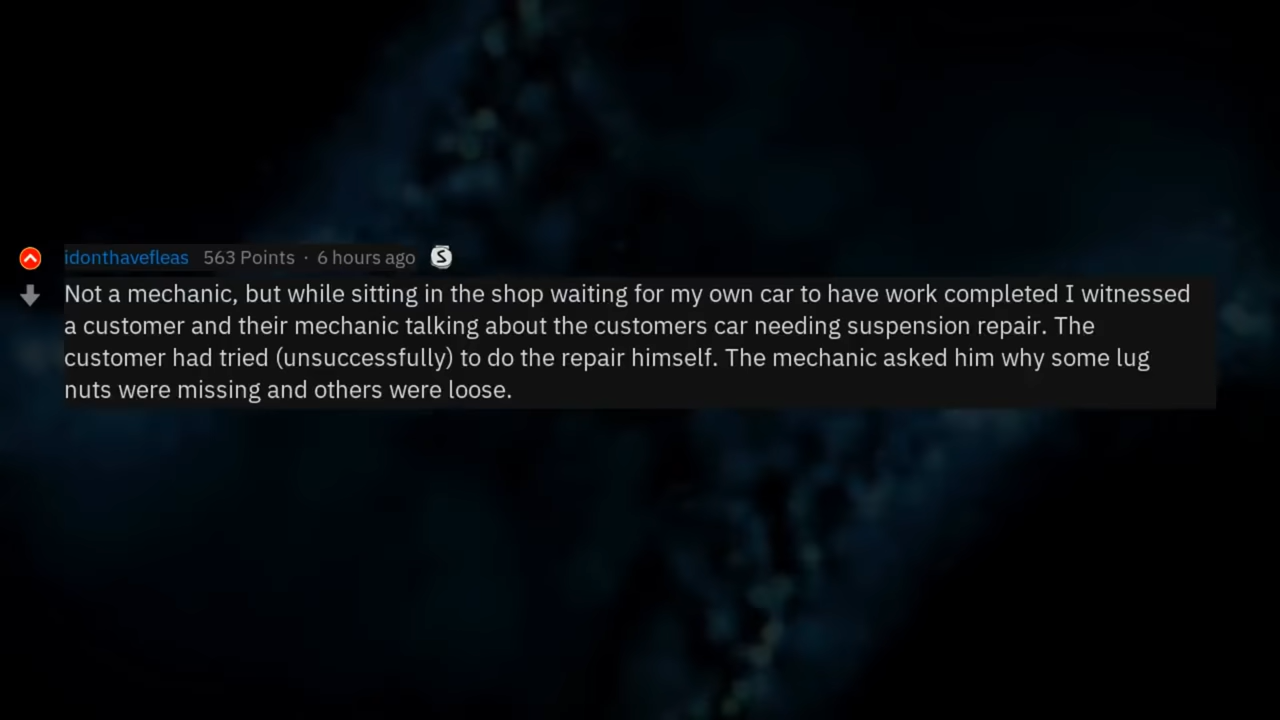 idonthavefleas 563 Points · 6 hours ago
Not a mechanic, but while sitting in the shop waiting for my own car to have work completed I witnessed
a customer and their mechanic talking about the customers car needing suspension repair. The
customer had tried (unsuccessfully) to do the repair himself. The mechanic asked him why some lug
nuts were missing and others were loose.